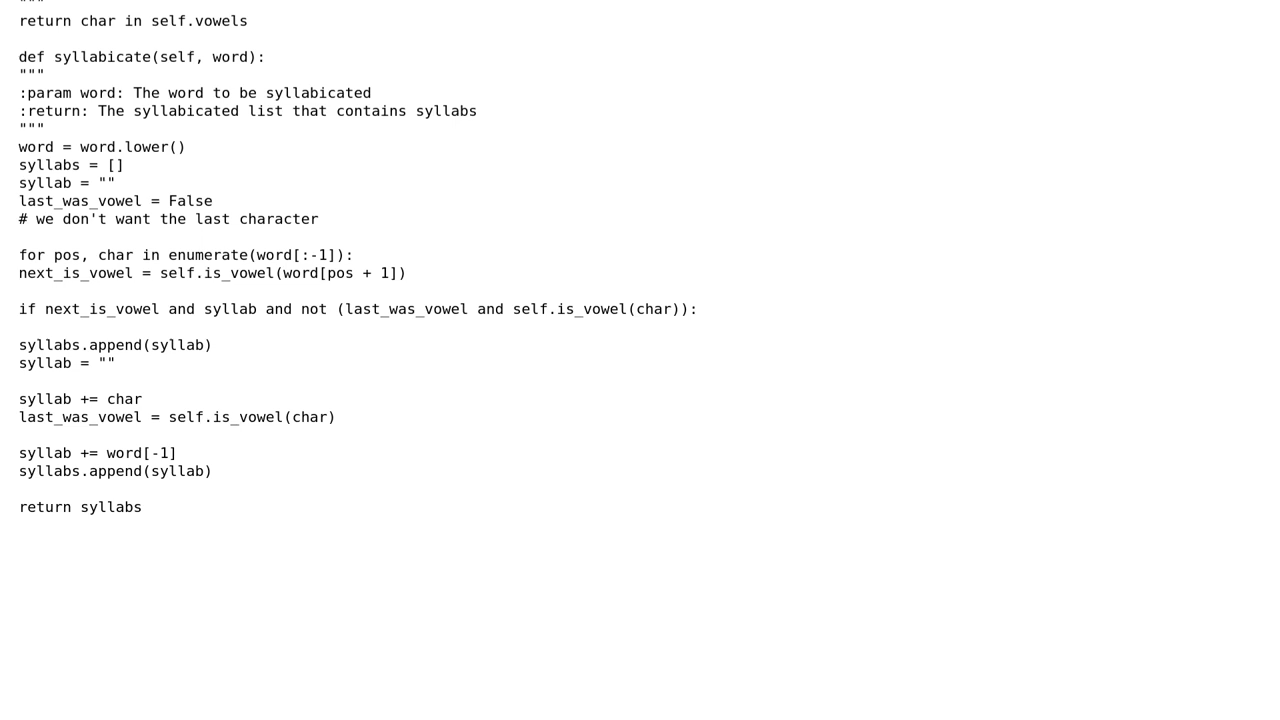 """
return char in self.vowels
def syllabicate(self, word):
"""
:param word: The word to be syllabicated
:return: The syllabicated list that contains syllabs
"""
word = word.lower()
syllabs = []
syllab = ""
last_was_vowel = False
# we don't want the last character
for pos, char in enumerate(word[:-1]):
next_is_vowel = self.is_vowel(word[pos + 1])
if next_is_vowel and syllab and not (last_was_vowel and self.is_vowel(char)):
syllabs.append(syllab)
syllab = ""
syllab += char
last_was_vowel = self.is_vowel(char)
syllab += word[-1]
syllabs.append(syllab)
return syllabs